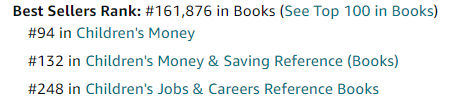 Best Sellers Rank: #161,876 in Books (See Top 100 in Books)
#94 in Children's Money
#132 in Children's Money & Saving Reference (Books)
#248 in Children's Jobs & Careers Reference Books